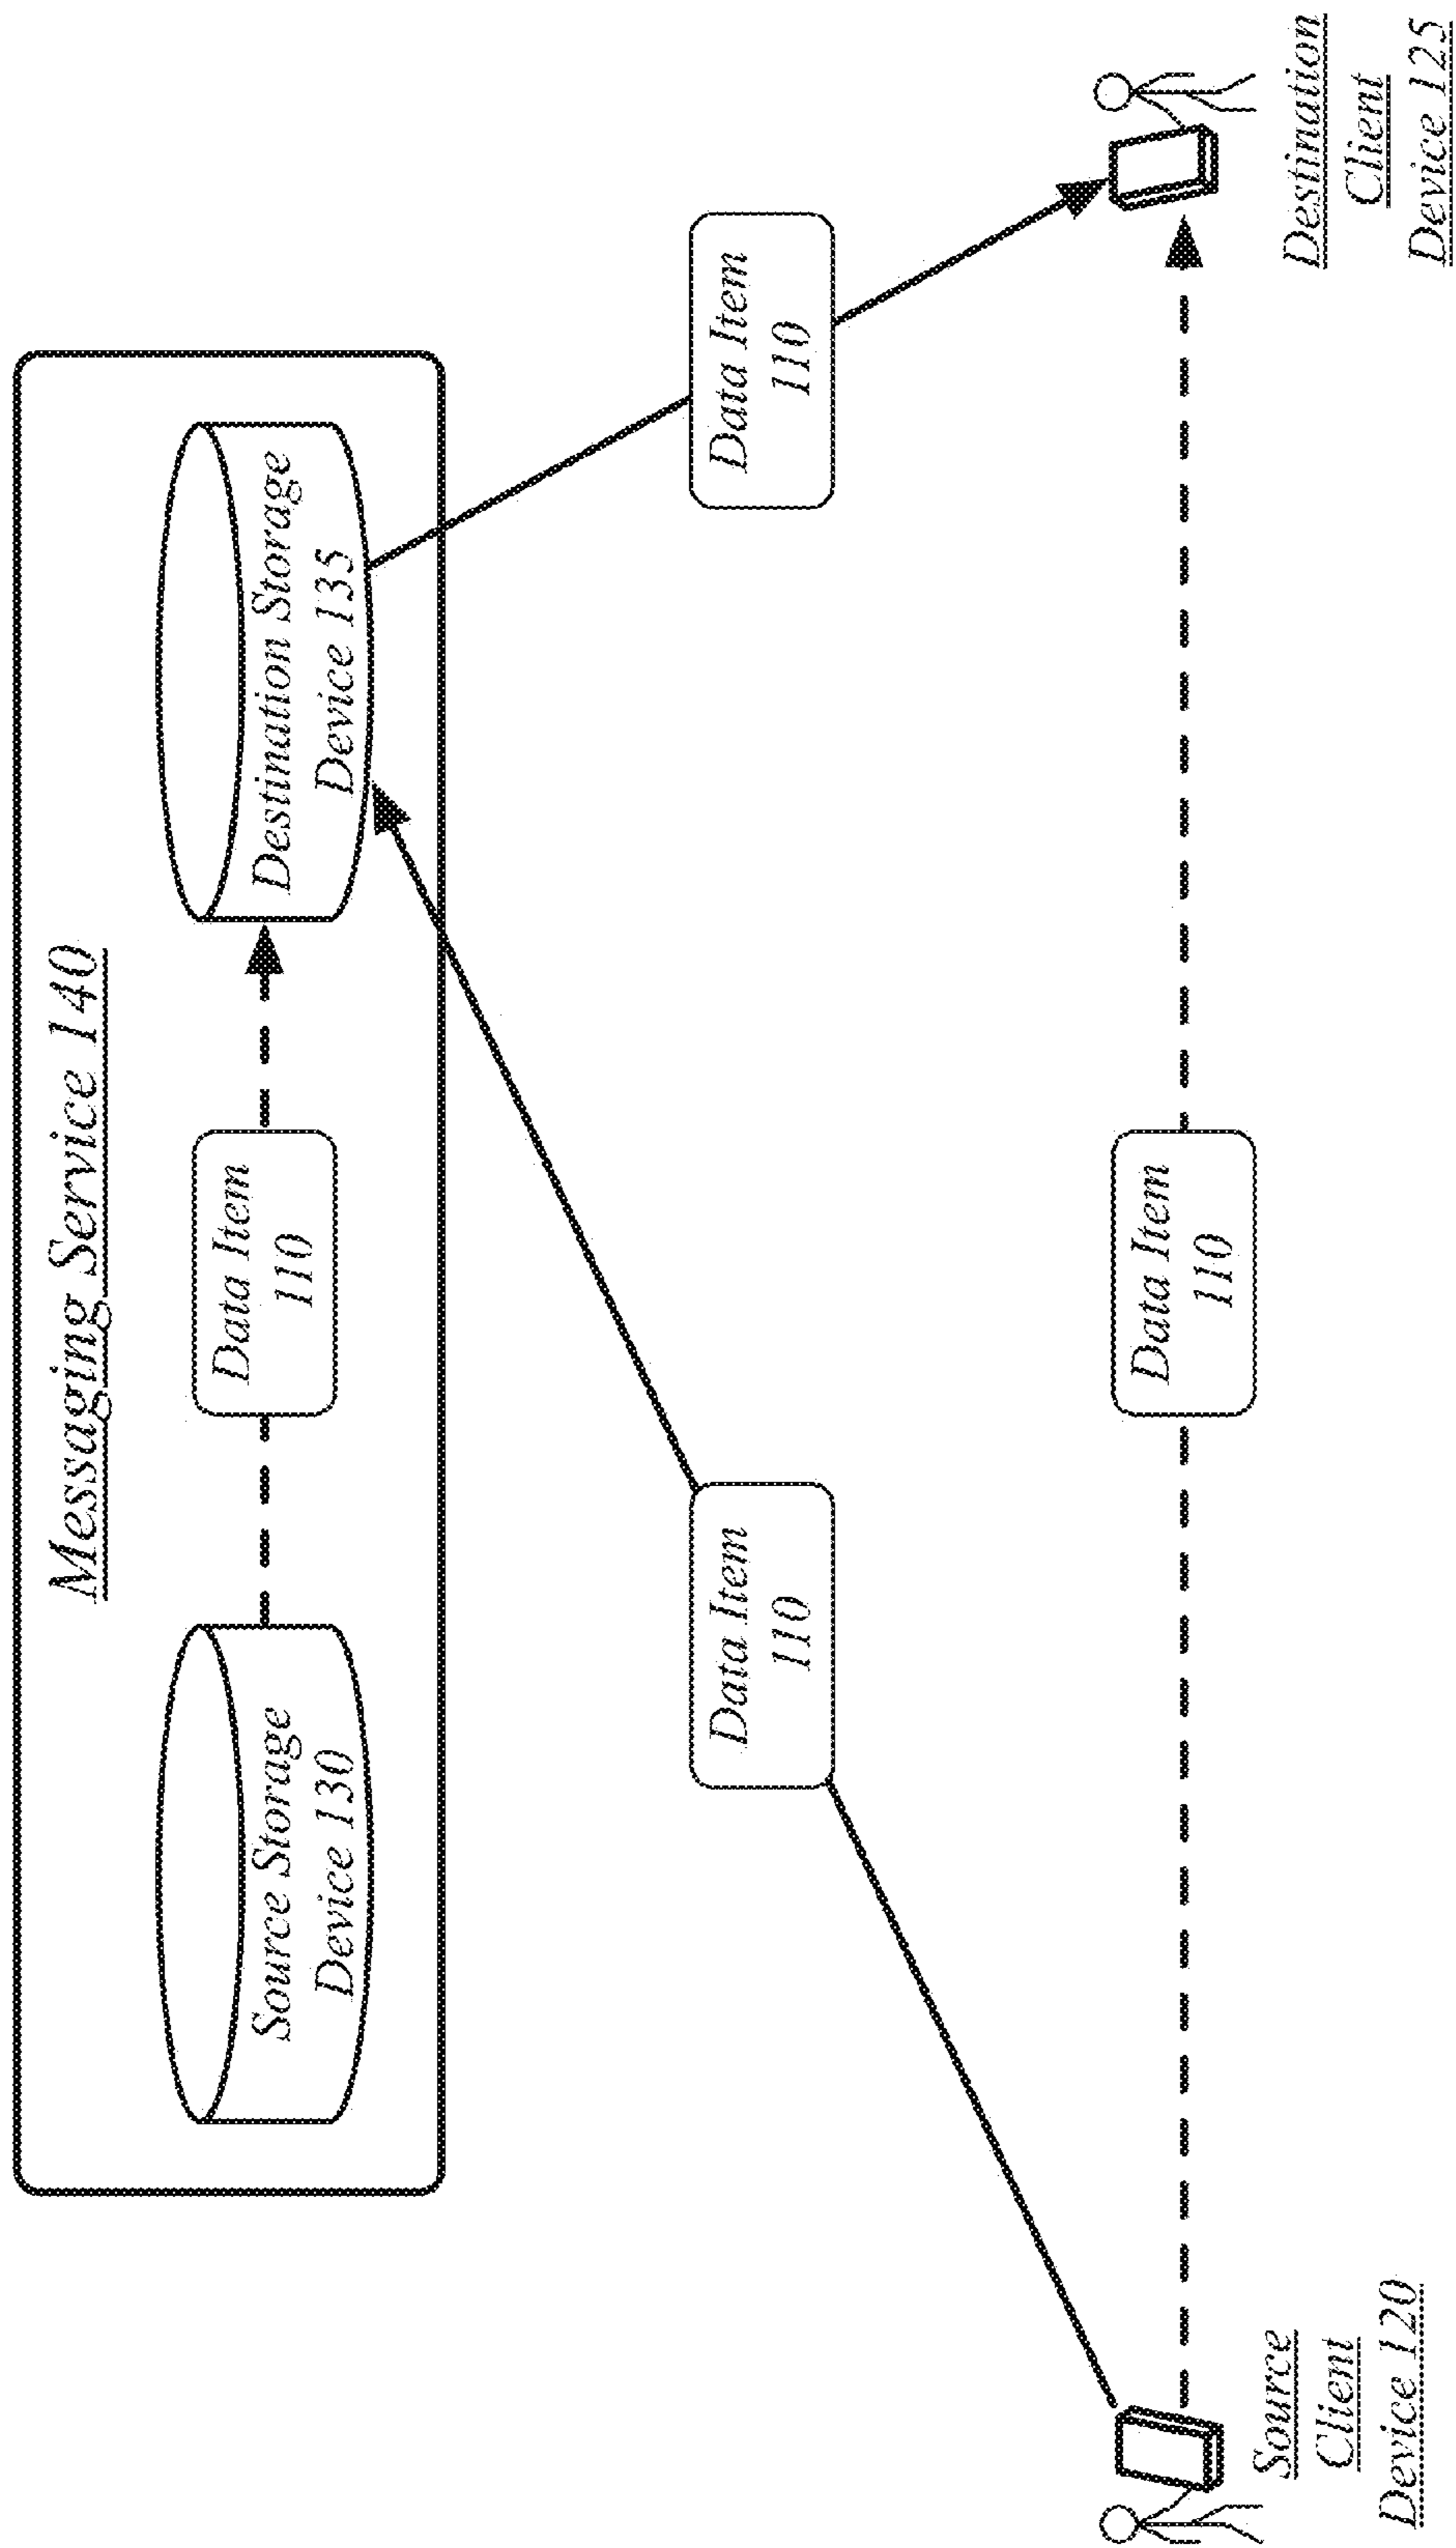 Messaging Service 140
Source Storage
Device 130
Data Item
110
Destination Storage
Device 135
Data Item
110
Data Item
110
Data Item
110
Source
Client
Device 120
Destination
Client
Device 125